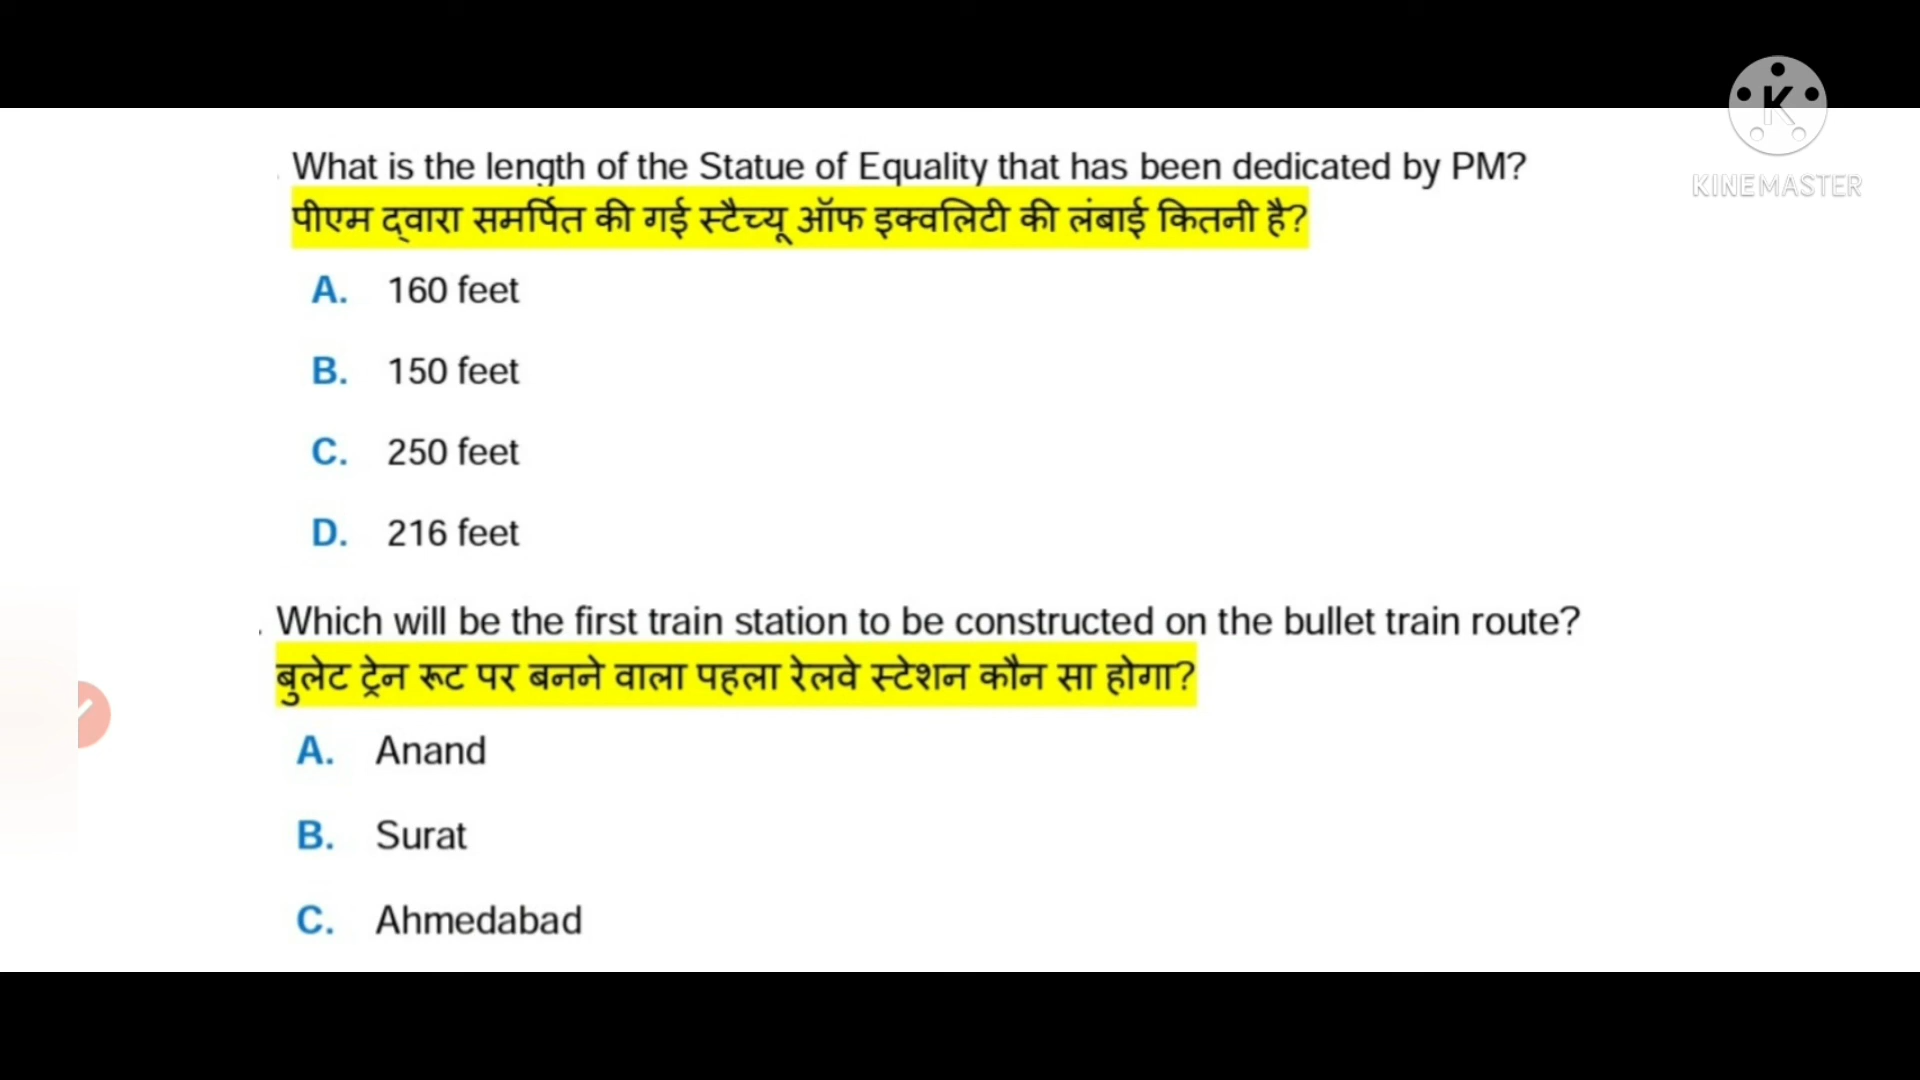 What is the length of the Statue of Equality that has been dedicated by PM?
पीएम द्वारा समर्पित की गई स्टैच्यू ऑफ इक्वलिटी की लंबाई कितनी है?
A. 160 feet
B. 150 feet
C. 250 feet
D. 216 feet
. Which will be the first train station to be constructed on the bullet train route?
बुलेट ट्रेन रूट पर बनने वाला पहला रेलवे स्टेशन कौन सा होगा?
A. Anand
B. Surat
C. Ahmedabad
K
KINEMASTER